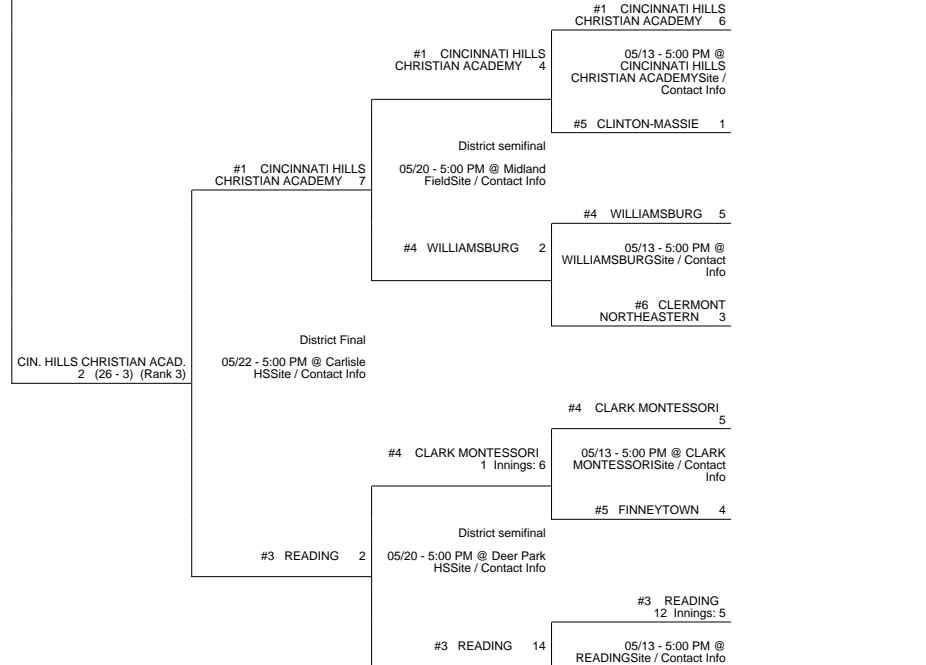 #1 CINCINNATI HILLS
CHRISTIAN ACADEMY 6
#1 CINCINNATI HILLS
CHRISTIAN ACADEMY 4
05/13 - 5:00 PM @
CINCINNATI HILLS
CHRISTIAN ACADEMYSite /
Contact Info
#5 CLINTON-MASSIE 1
District semifinal
#1 CINCINNATI HILLS
CHRISTIAN ACADEMY 7
05/20 - 5:00 PM @ Midland
FieldSite / Contact Info
#4 WILLIAMSBURG 5
#4 WILLIAMSBURG 2
05/13 - 5:00 PM @
WILLIAMSBURGSite / Contact
Info
#6 CLERMONT
NORTHEASTERN 3
District Final
CIN. HILLS CHRISTIAN ACAD.
2 (26 - 3) (Rank 3)
05/22 - 5:00 PM @ Carlisle
HSSite / Contact Info
#4 CLARK MONTESSORI
5
#4 CLARK MONTESSORI
1 Innings: 6
05/13 - 5:00 PM @ CLARK
MONTESSORISite / Contact
Info
#5 FINNEYTOWN 4
District semifinal
#3 READING 2
05/20 - 5:00 PM @ Deer Park
HSSite / Contact Info
#3 READING
12 Innings: 5
#3 READING 14
05/13 - 5:00 PM @
READINGSite / Contact Info